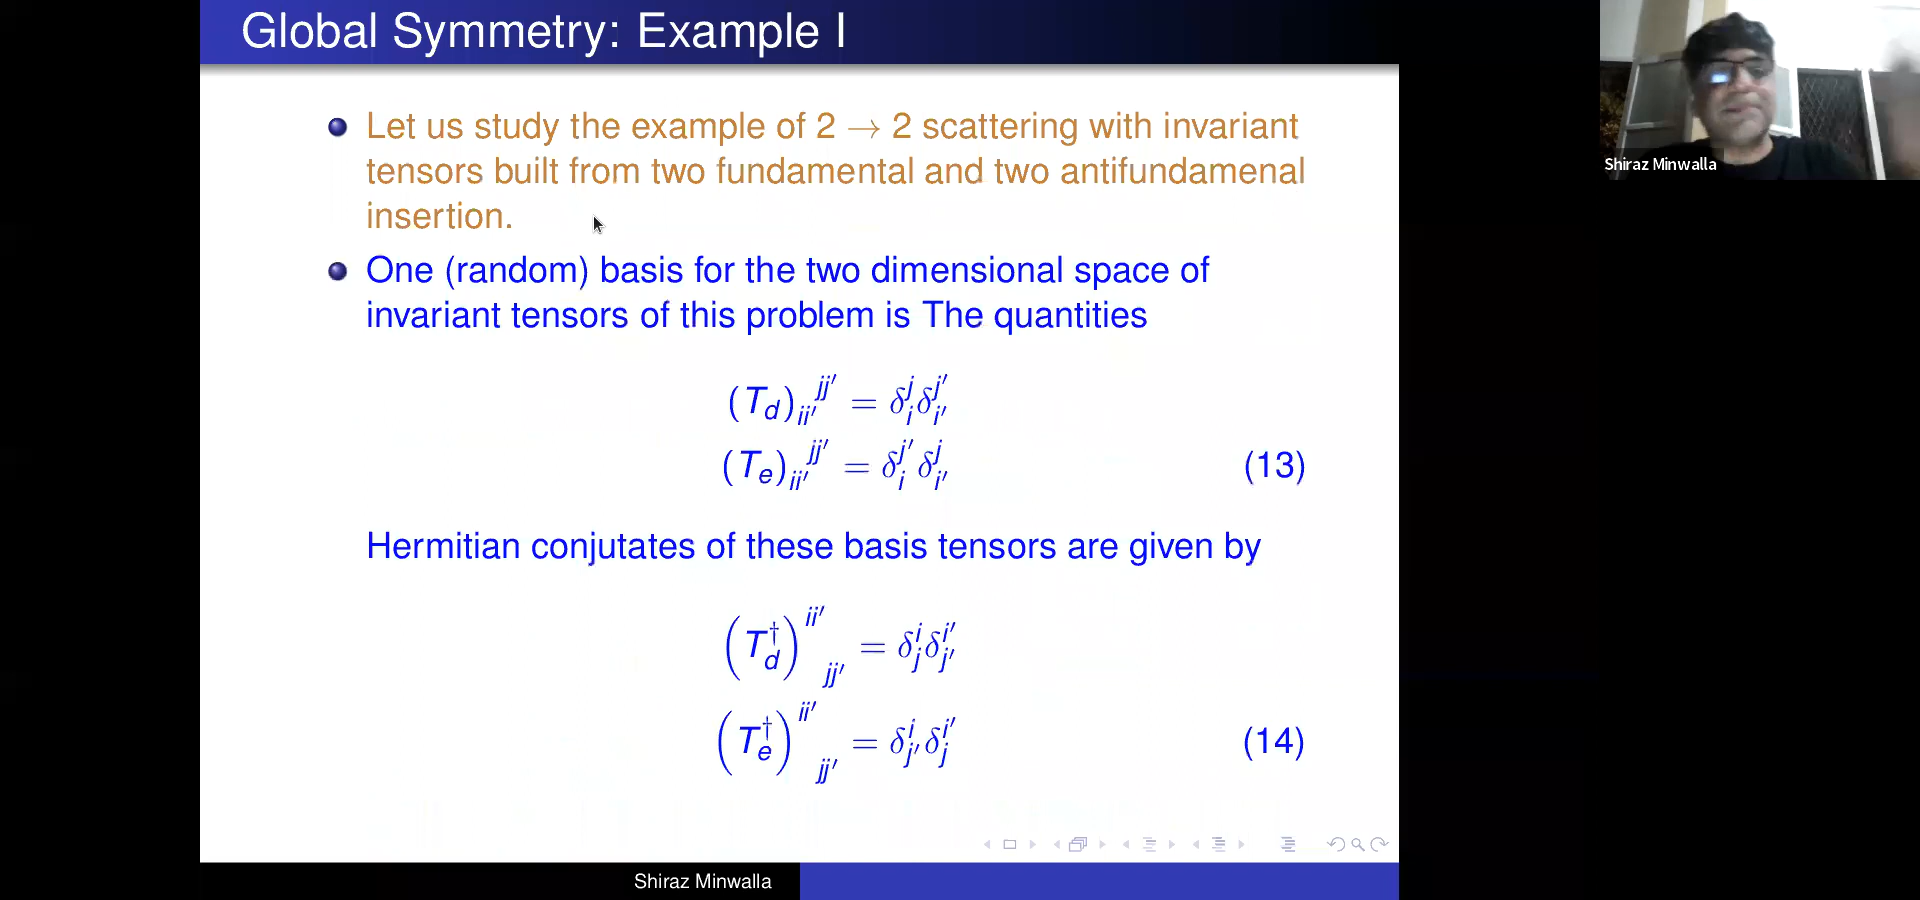 Global Symmetry: Example I
Let us study the example of 2 → 2 scattering with invariant
tensors built from two fundamental and two antifundamenal
insertion.
One (random) basis for the two dimensional space of
invariant tensors of this problem is The quantities
(T_d)_{ii'}^{jj'} = δ_i^j δ_{i'}^{j'}
(T_e)_{ii'}^{jj'} = δ_i^{j'} δ_{i'}^j (13)
Hermitian conjutates of these basis tensors are given by
(T_d^†)^{ii'}_{jj'} = δ_j^i δ_{j'}^{i'}
(T_e^†)^{ii'}_{jj'} = δ_{j'}^i δ_j^{i'} (14)
Shiraz Minwalla
Shiraz Minwalla